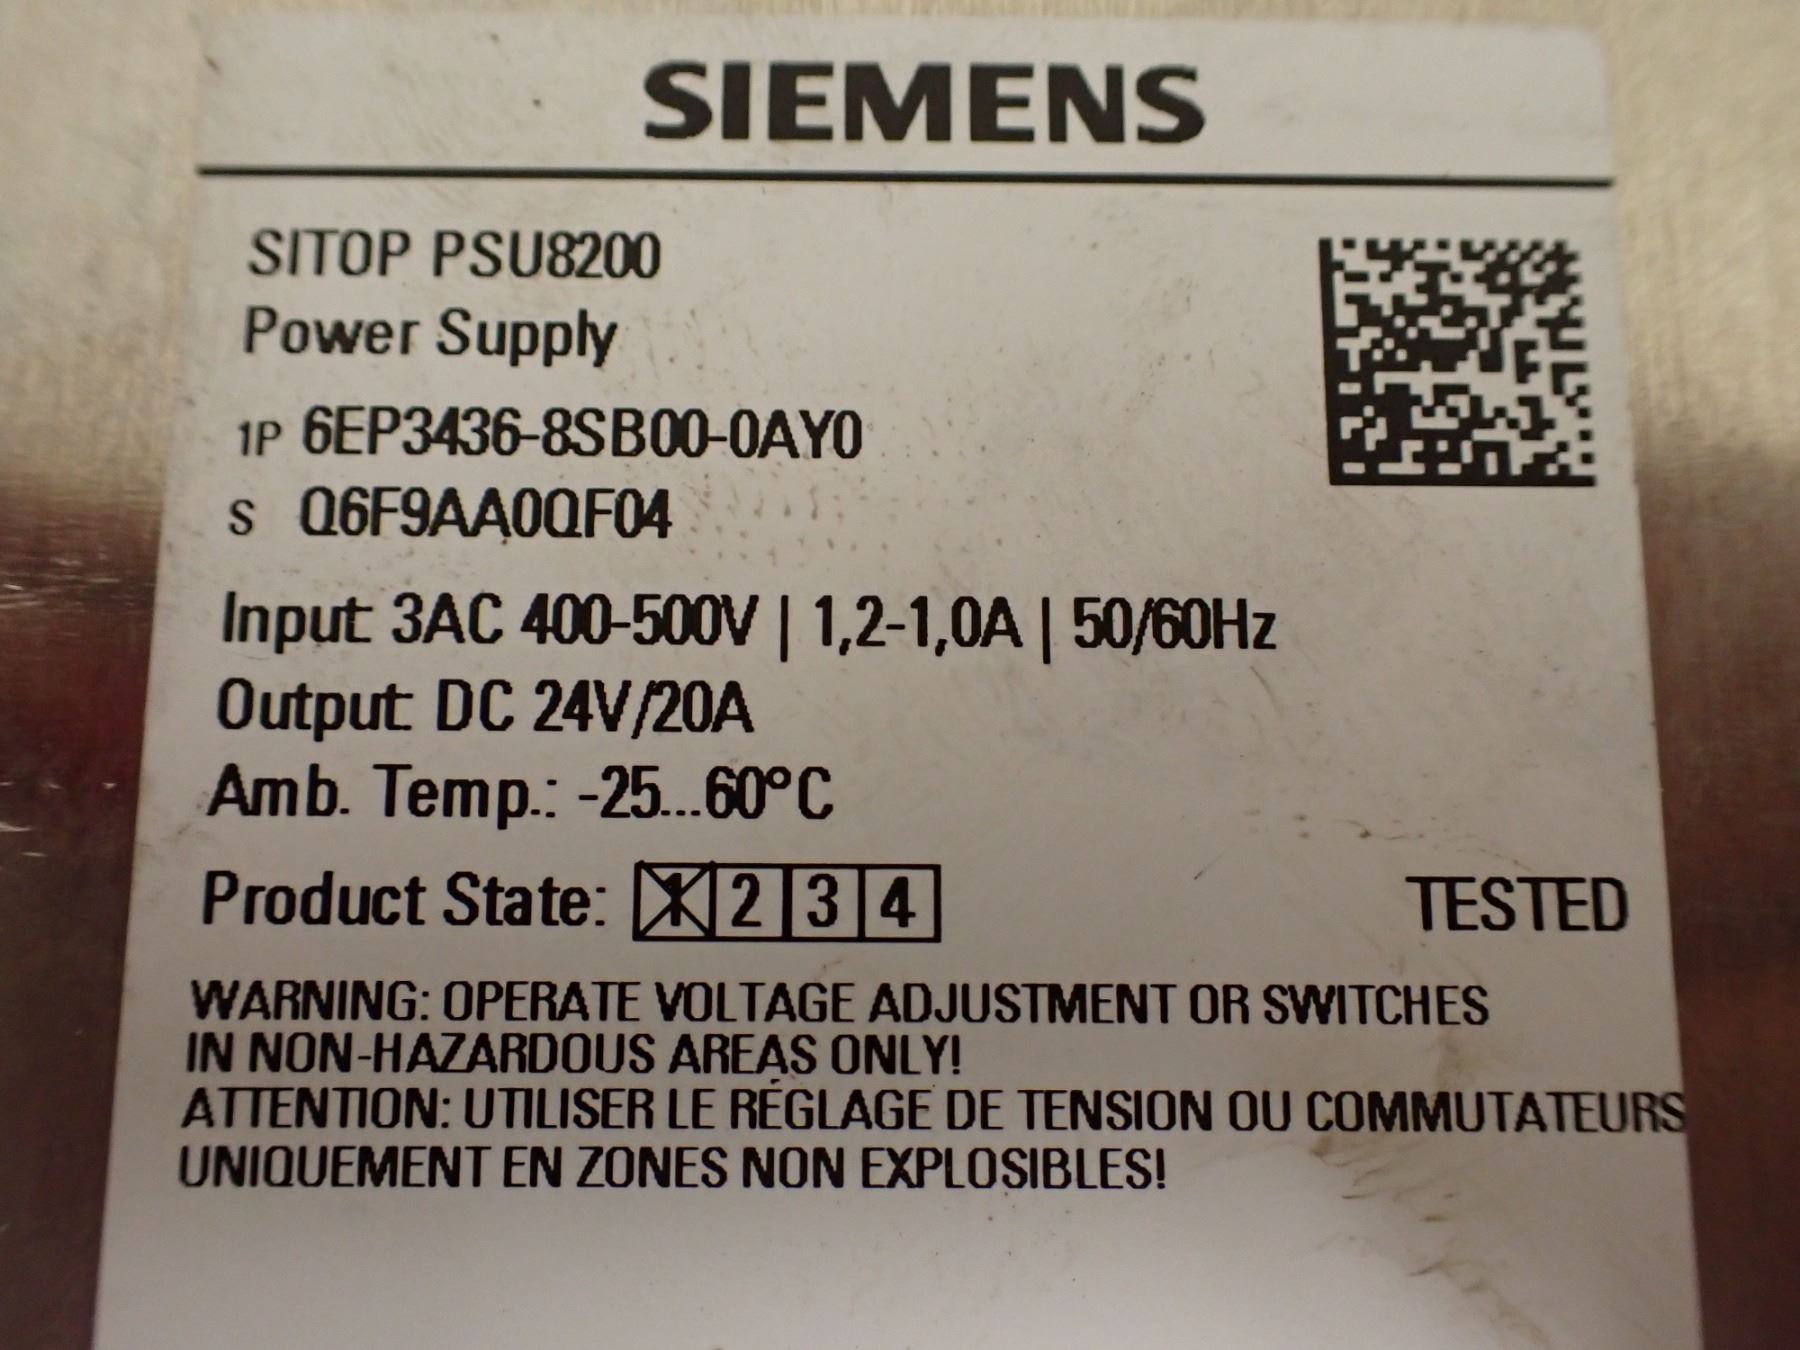 SIEMENS
SITOP PSU8200
Power Supply
1P 6EP3436-8SB00-0AY0
S Q6F9AA0QF04
Input: 3AC 400-500V | 1,2-1,0A | 50/60Hz
Output: DC 24V/20A
Amb. Temp.: -25...60°C
Product State: 1 2 3 4 TESTED
WARNING: OPERATE VOLTAGE ADJUSTMENT OR SWITCHES
IN NON-HAZARDOUS AREAS ONLY!
ATTENTION: UTILISER LE RÉGLAGE DE TENSION OU COMMUTATEURS
UNIQUEMENT EN ZONES NON EXPLOSIBLES!